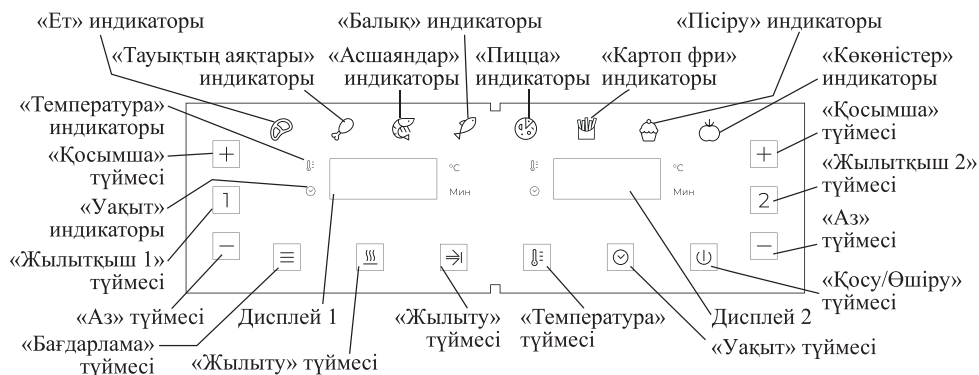 «Ет» индикаторы
«Балық» индикаторы
«Пісіру» индикаторы
«Тауықтың аяқтары»
индикаторы
«Асшаяндар»
индикаторы
«Пицца»
индикаторы
«Картоп фри»
индикаторы
«Көкөністер»
индикаторы
«Температура»
индикаторы
«Қосымша»
түймесі
«Уақыт»
индикаторы
«Жылытқыш 1»
түймесі
«Аз» түймесі
«Бағдарлама»
түймесі
°C
Мин
1
°C
Мин
2
«Қосымша»
түймесі
«Жылытқыш 2»
түймесі
«Аз»
түймесі
«Қосу/Өшіру»
түймесі
Дисплей 1
«Жылыту» түймесі
«Жылыту»
түймесі
«Температура»
түймесі
Дисплей 2
«Уақыт» түймесі